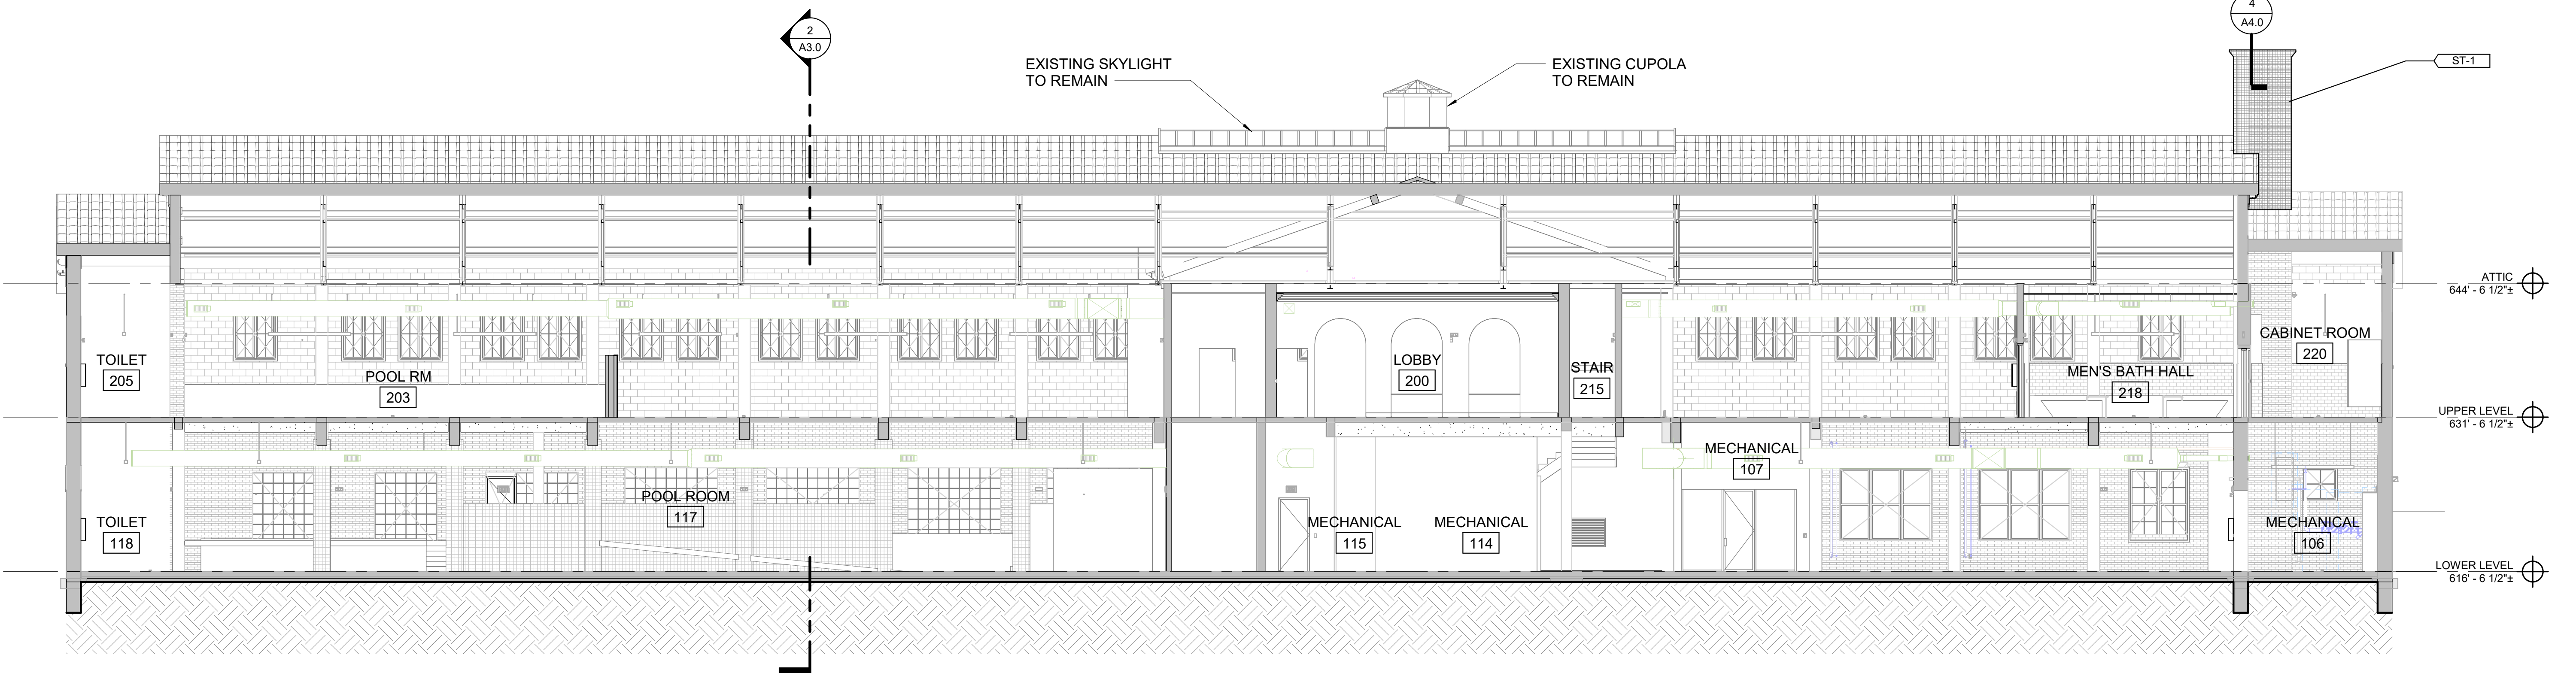 2
A3.0
4
A4.0
EXISTING SKYLIGHT
TO REMAIN
EXISTING CUPOLA
TO REMAIN
ST-1
ATTIC
644' - 6 1/2"±
TOILET
205
POOL RM
203
LOBBY
200
STAIR
215
MEN'S BATH HALL
218
CABINET ROOM
220
UPPER LEVEL
631' - 6 1/2"±
TOILET
118
POOL ROOM
117
MECHANICAL
115
MECHANICAL
114
MECHANICAL
107
MECHANICAL
106
LOWER LEVEL
616' - 6 1/2"±